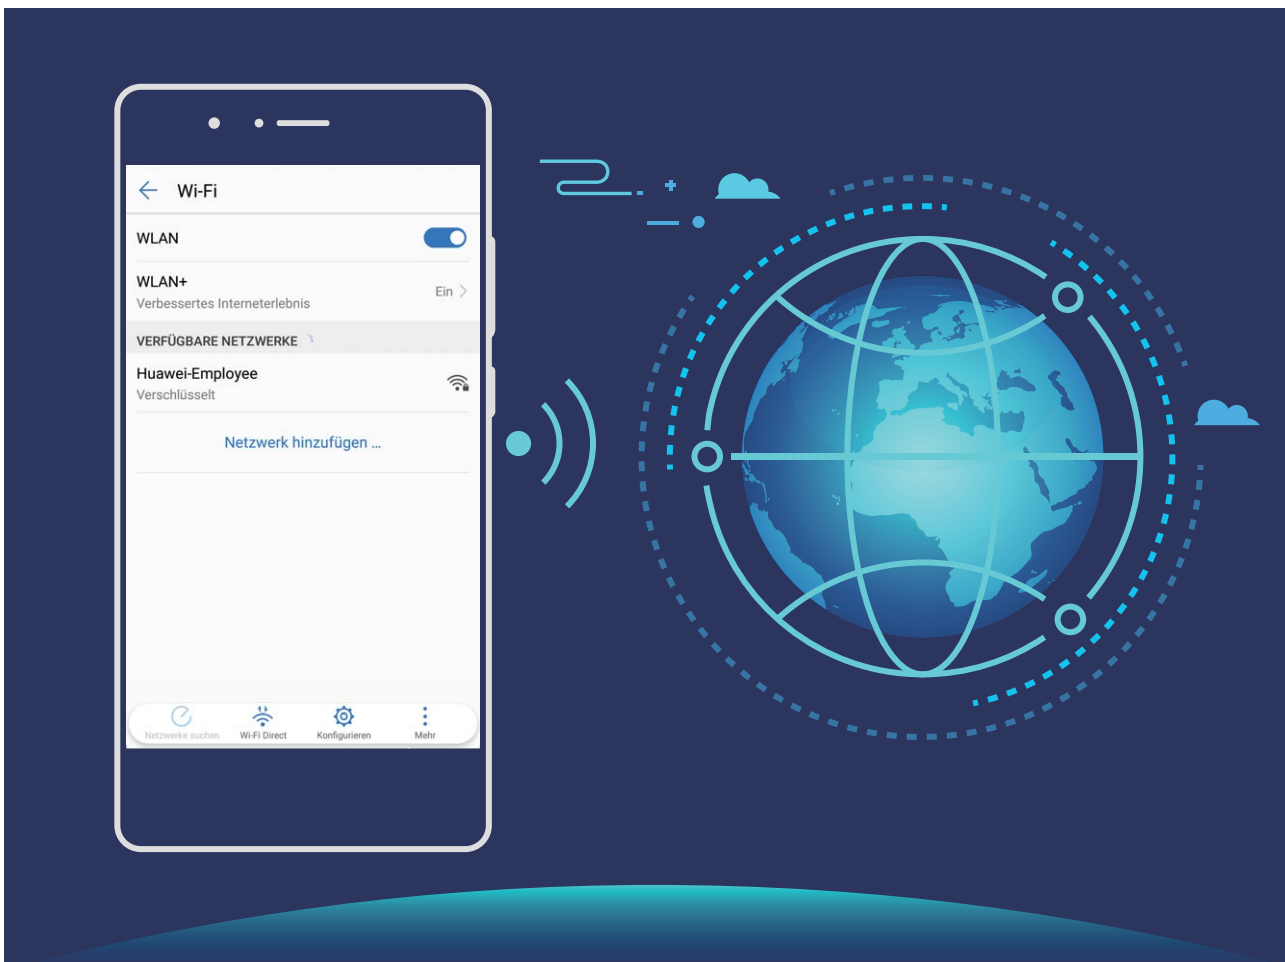 Wi-Fi
WLAN
WLAN+
Verbessertes Interneterlebnis
Ein
VERFÜGBARE NETZWERKE
Huawei-Employee
Verschlüsselt
Netzwerk hinzufügen ...
Netzwerke suchen
Wi-Fi Direct
Konfigurieren
Mehr